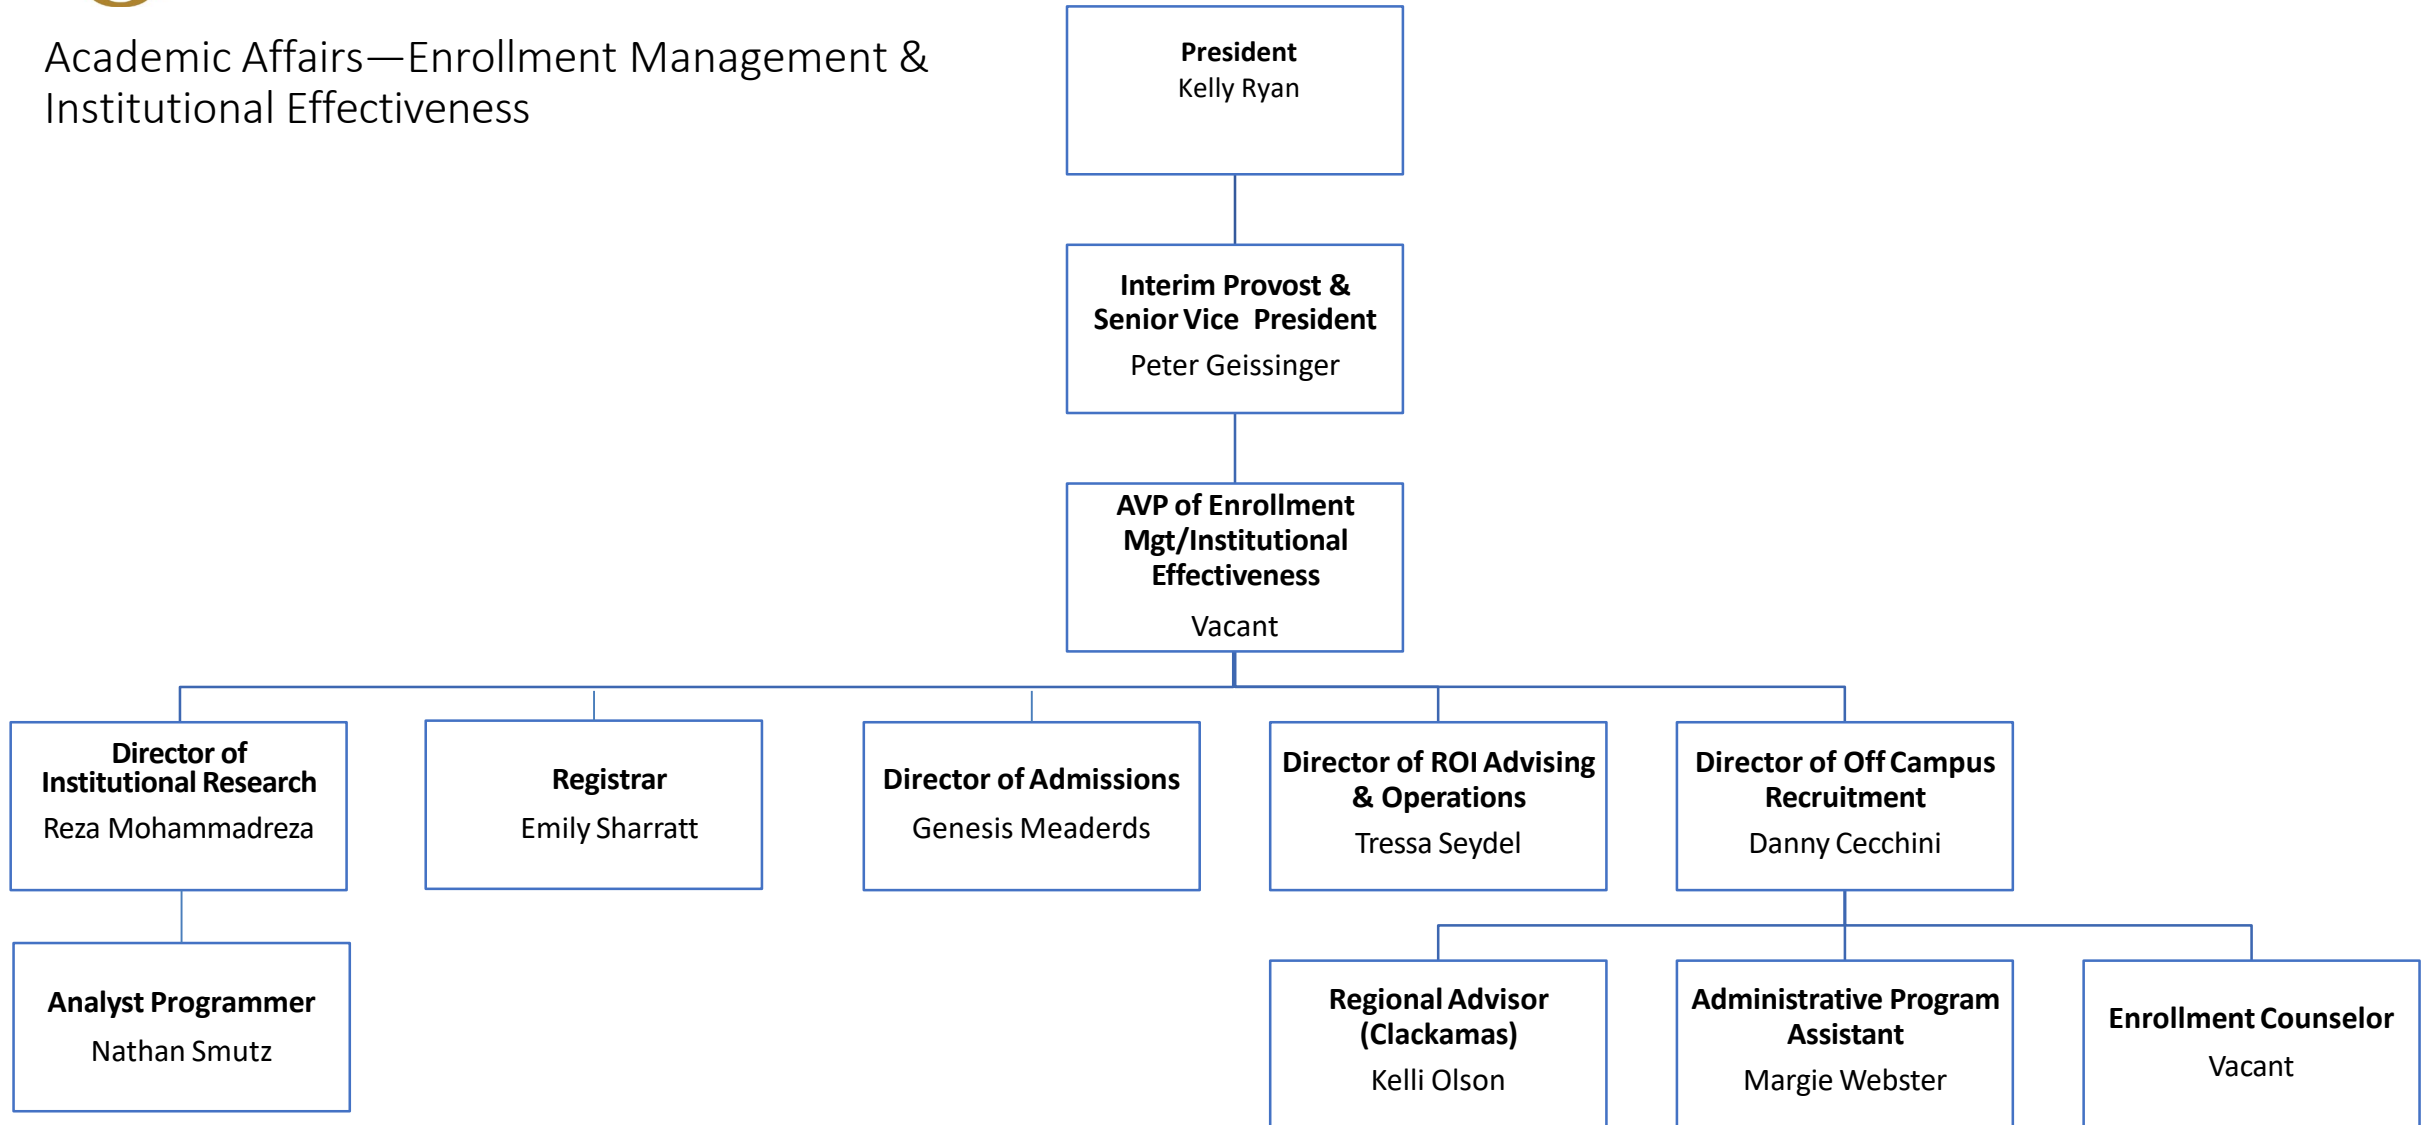 Academic Affairs—Enrollment Management &
Institutional Effectiveness
President
Kelly Ryan
Interim Provost &
Senior Vice President
Peter Geissinger
AVP of Enrollment
Mgt/Institutional
Effectiveness
Vacant
Director of
Institutional Research
Reza Mohammadreza
Registrar
Emily Sharratt
Director of Admissions
Genesis Meaderds
Director of ROI Advising
& Operations
Tressa Seydel
Director of Off Campus
Recruitment
Danny Cecchini
Analyst Programmer
Nathan Smutz
Regional Advisor
(Clackamas)
Kelli Olson
Administrative Program
Assistant
Margie Webster
Enrollment Counselor
Vacant